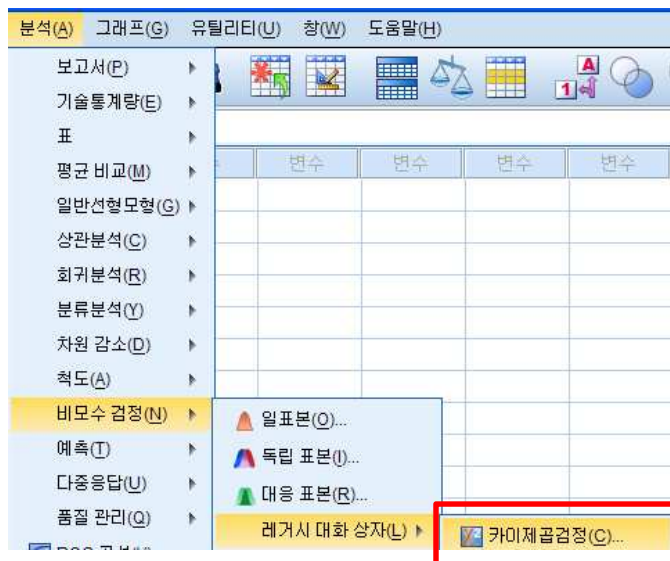 분석(A) 그래프(G) 유틸리티(U) 창(W) 도움말(H)
보고서(P)
기술통계량(E)
표
변수 변수 변수 변수
평균 비교(M)
일반선형모형(G)
상관분석(C)
회귀분석(R)
분류분석(Y)
차원 감소(D)
척도(A)
비모수 검정(N)
일표본(O)...
예측(T)
독립 표본(I)...
다중응답(U)
대응 표본(R)...
품질 관리(Q)
레거시 대화 상자(L)
카이제곱검정(C)...
A
1